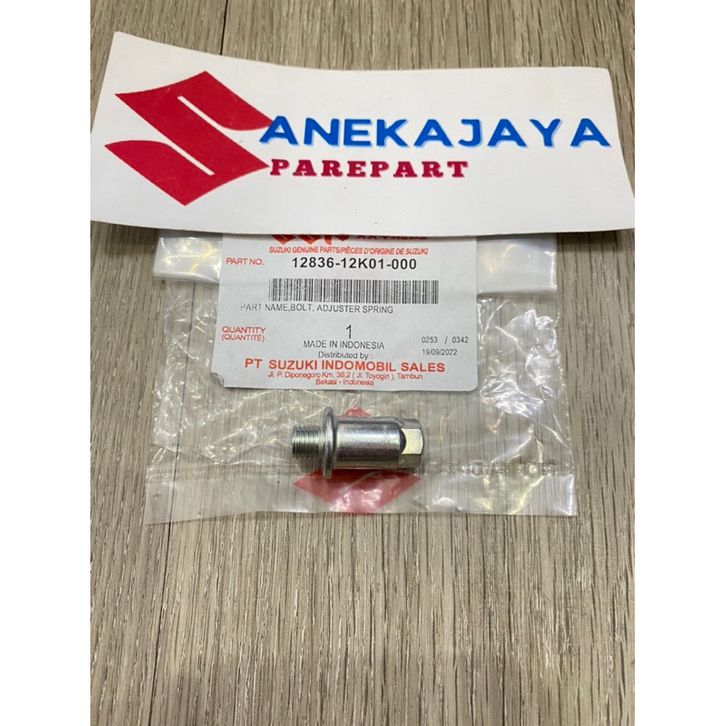 ANEKAJAYA
PAREPART
SUZUKI GENUINE PARTS/PIÈCES D'ORIGINE DE SUZUKI
PART NO. 12836-12K01-000
PART NAME,BOLT, ADJUSTER SPRING
QUANTITY 1
(QUANTITÉ) MADE IN INDONESIA 0253 / 0342
Distributed by : 19/09/2022
PT SUZUKI INDOMOBIL SALES
Jl. P. Diponegoro Km. 38,2 ( Jl. Toyogiri ), Tambun
Bekasi - Indonesia